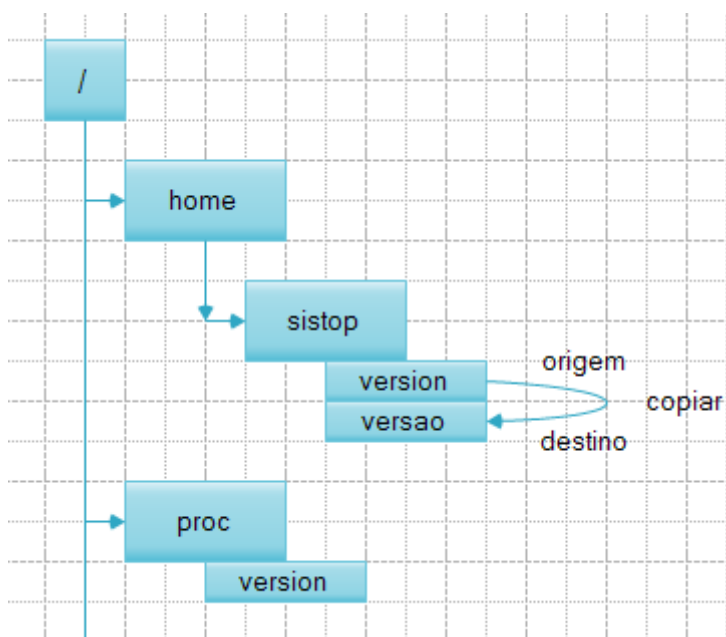 /
home
sistop
origem
version
copiar
versao
destino
proc
version